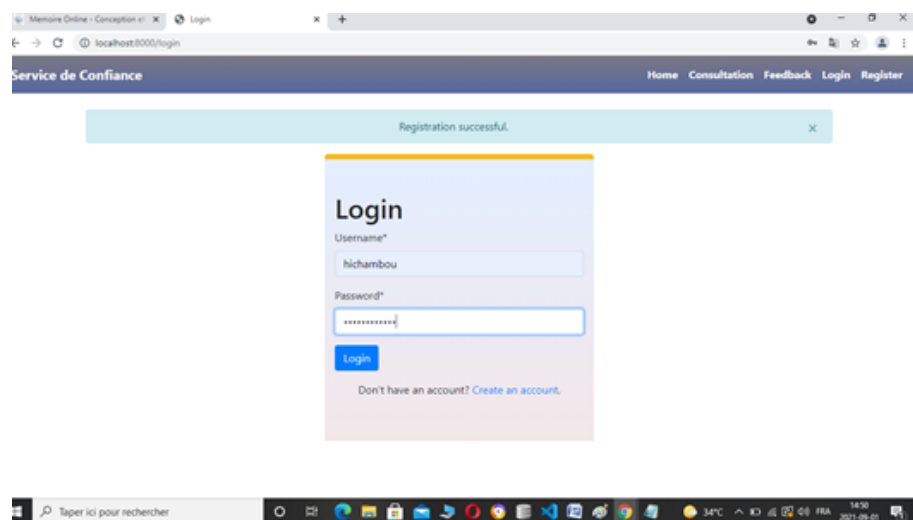 Memoire Online - Conception et
Login
localhost:8000/login
Service de Confiance
Home Consultation Feedback Login Register
Registration successful.
Login
Username*
hichambou
Password*
Login
Don't have an account? Create an account.
Taper ici pour rechercher
34°C
FRA
14:50
2021-09-01